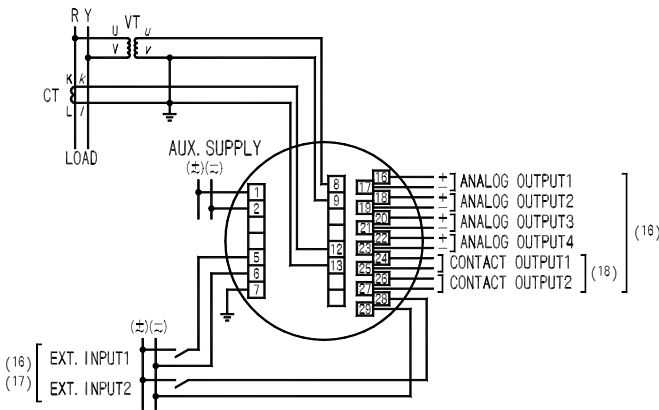 R Y
VT
U u
V v
K k
CT
L l
LOAD
AUX. SUPPLY
(±)(=)
1
2
5
6
7
8
9
12
13
16
17
18
19
20
21
22
23
24
25
26
27
28
29
+
− ANALOG OUTPUT1
+
− ANALOG OUTPUT2
+
− ANALOG OUTPUT3
+
− ANALOG OUTPUT4
CONTACT OUTPUT1
CONTACT OUTPUT2
(18)
(16)
(±)(=)
(16)
(17)
EXT. INPUT1
EXT. INPUT2